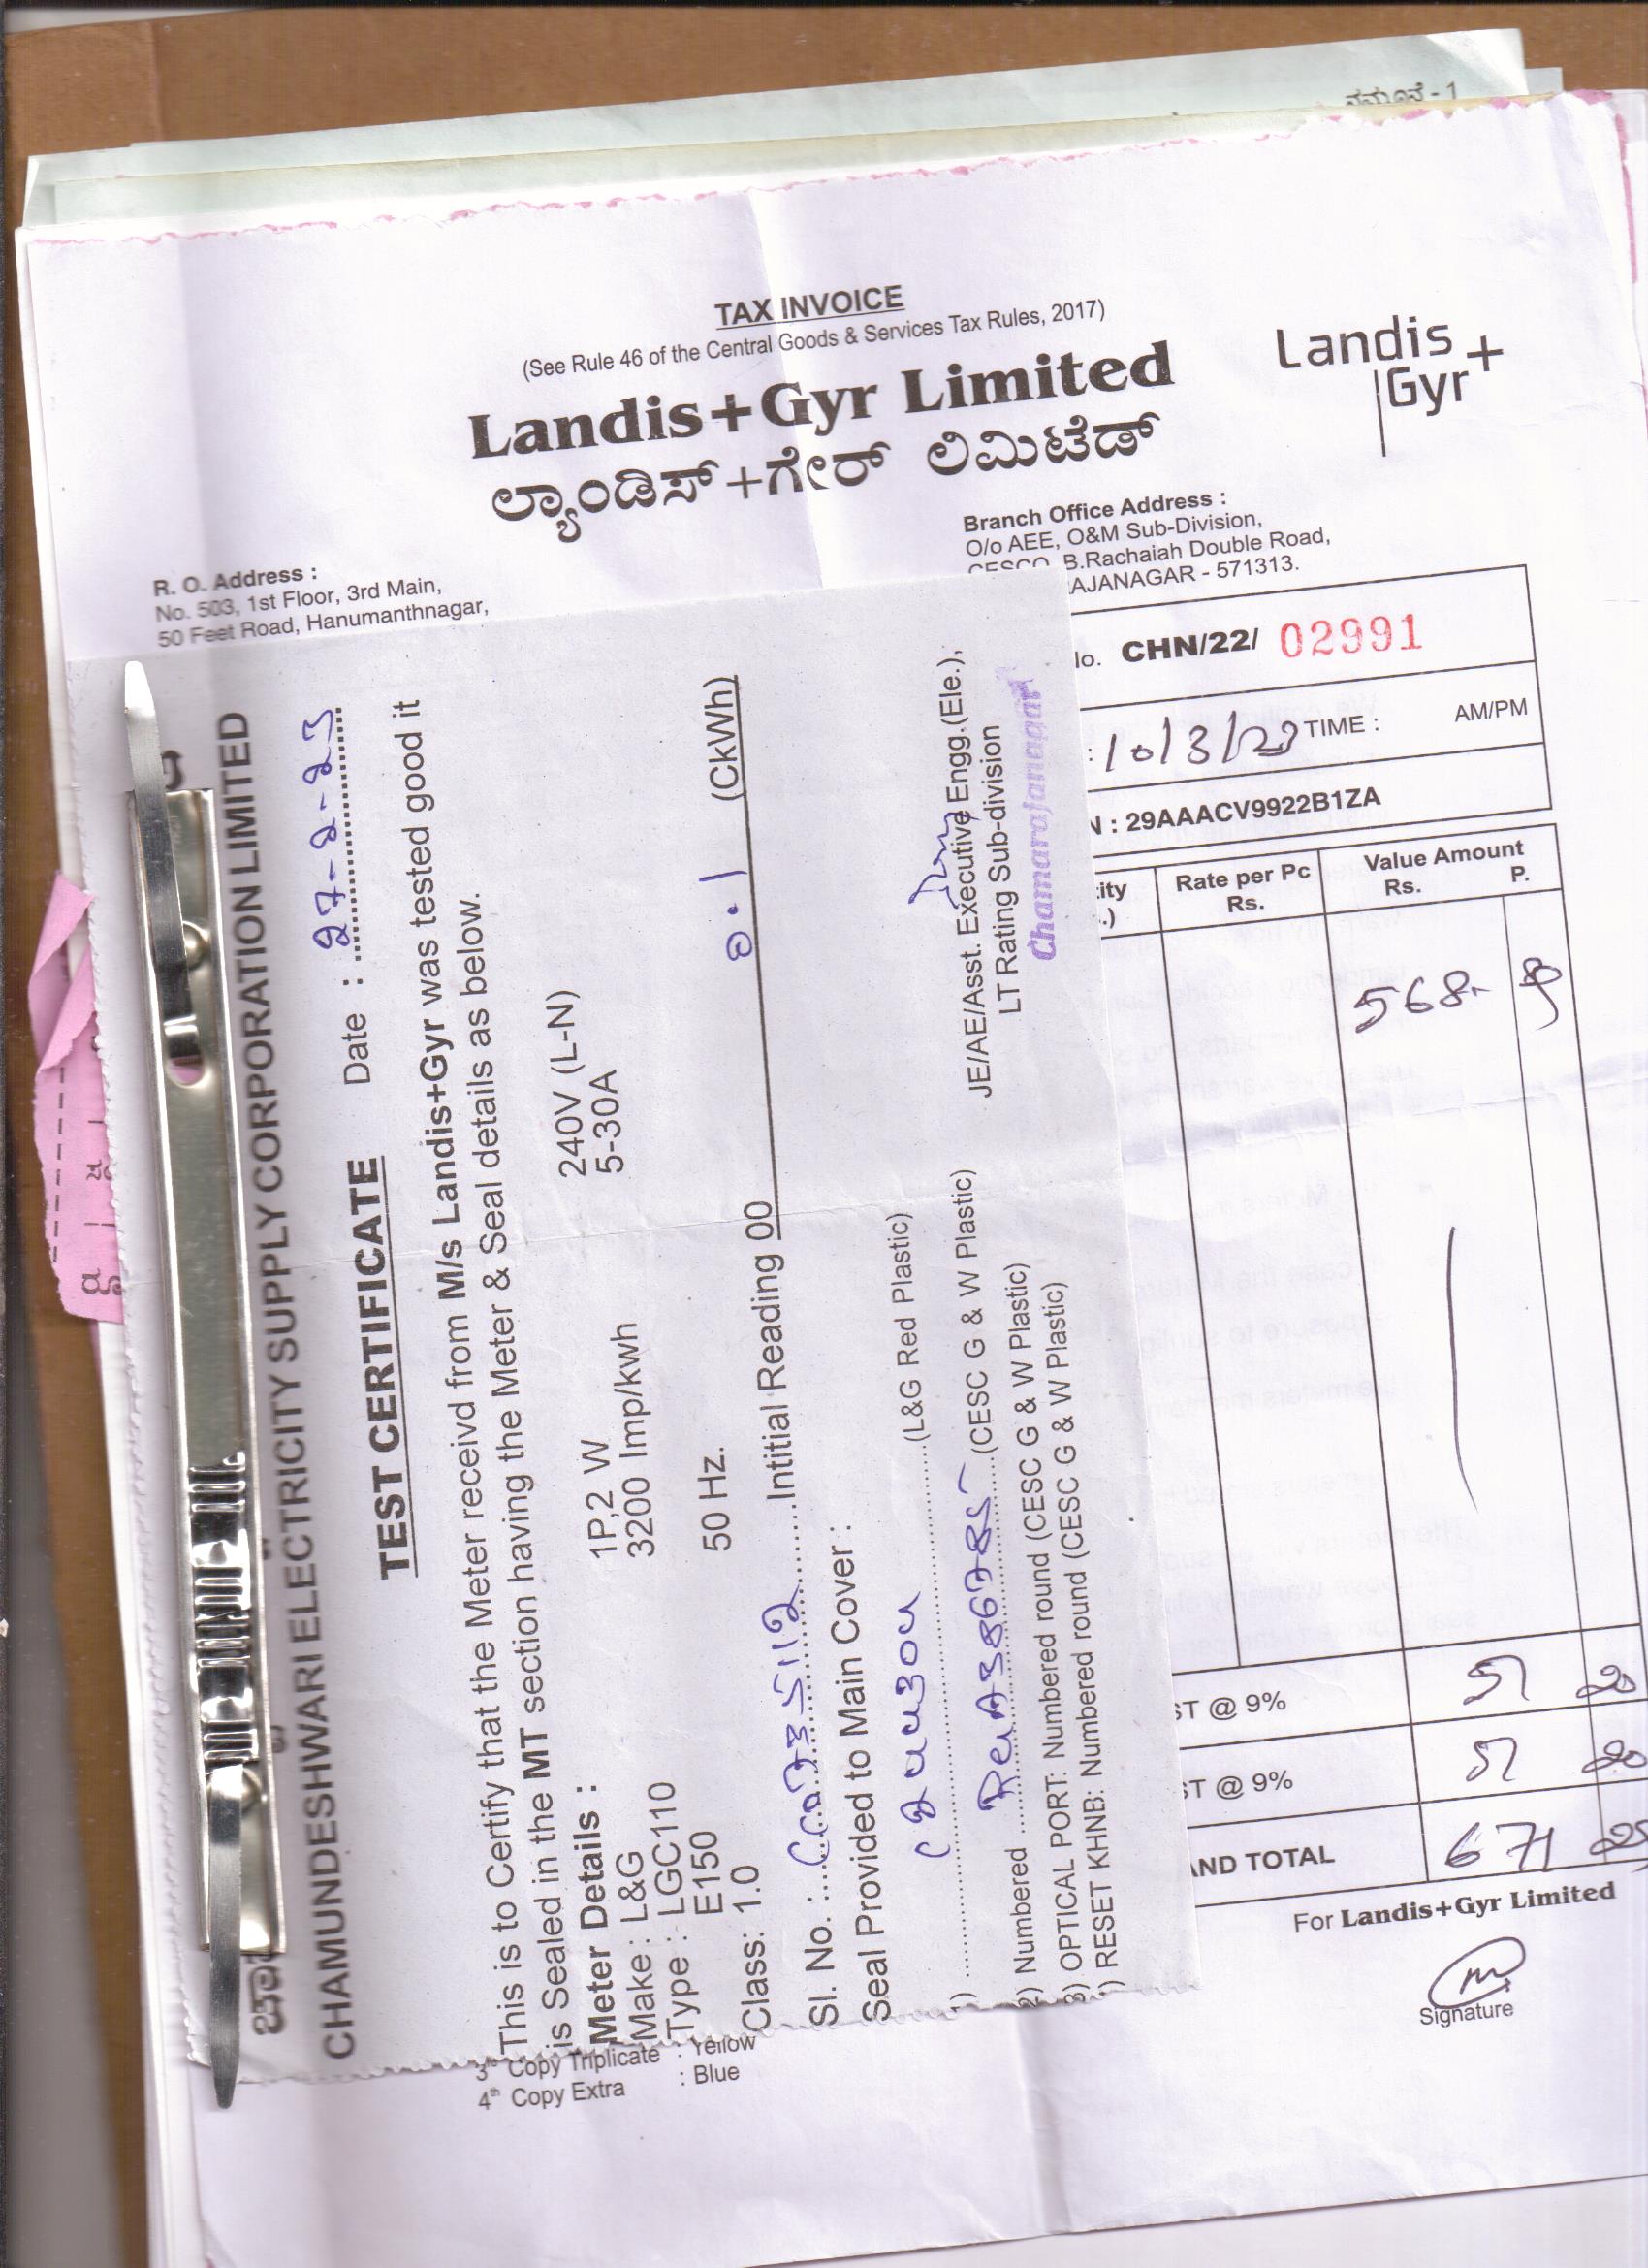 ನಮೂನೆ - 1
TAX INVOICE
(See Rule 46 of the Central Goods & Services Tax Rules, 2017)
Landis+Gyr Limited
ಲ್ಯಾಂಡಿಸ್+ಗೇರ್ ಲಿಮಿಟೆಡ್
Landis
Gyr
R. O. Address :
No. 503, 1st Floor, 3rd Main,
50 Feet Road, Hanumanthnagar,
Branch Office Address :
O/o AEE, O&M Sub-Division,
CESCO, B.Rachaiah Double Road,
AJANAGAR - 571313.
lo. CHN/22/ 02991
: 10/3/23 TIME : AM/PM
N : 29AAACV9922B1ZA
ity Rate per Pc Value Amount
.) Rs. Rs. P.
568-
ST @ 9% 51 20
ST @ 9% 51 20
AND TOTAL 671 25
For Landis+Gyr Limited
Signature
3rd Copy Triplicate : Yellow
4th Copy Extra : Blue
CHAMUNDESHWARI ELECTRICITY SUPPLY CORPORATION LIMITED
TEST CERTIFICATE Date : 27-2-23
This is to Certify that the Meter receivd from M/s Landis+Gyr was tested good it
is Sealed in the MT section having the Meter & Seal details as below.
Meter Details :
Make : L&G 1P,2 W 240V (L-N)
Type : LGC110 3200 Imp/kwh 5-30A
E150
Class: 1.0 50 Hz.
Sl. No. : Intitial Reading 00 0.1 (CkWh)
Seal Provided to Main Cover :
1) (L&G Red Plastic)
2) Numbered (CESC G & W Plastic)
3) OPTICAL PORT: Numbered round (CESC G & W Plastic)
) RESET KHNB: Numbered round (CESC G & W Plastic)
JE/AE/Asst. Executive Engg.(Ele.),
LT Rating Sub-division
Chamarajanagar